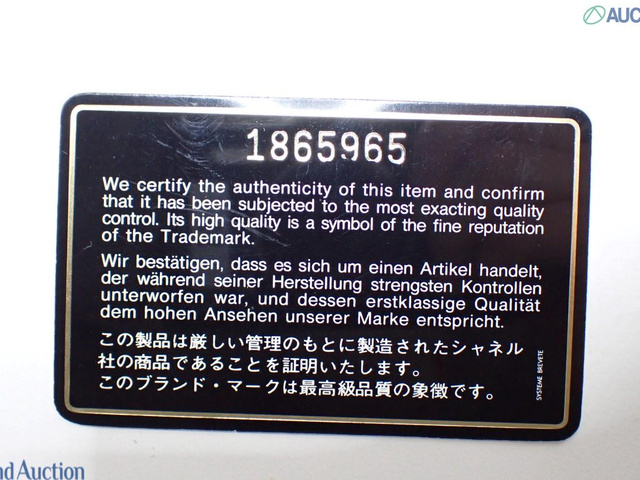 AUC
1865965
We certify the authenticity of this item and confirm
that it has been subjected to the most exacting quality
control. Its high quality is a symbol of the fine reputation
of the Trademark.
Wir bestätigen, dass es sich um einen Artikel handelt,
der während seiner Herstellung strengsten Kontrollen
unterworfen war, und dessen erstklassige Qualität
dem hohen Ansehen unserer Marke entspricht.
この製品は厳しい管理のもとに製造されたシャネル
社の商品であることを証明いたします。
このブランド・マークは最高級品質の象徴です。
SYSTEME BREVETE
nd Auction